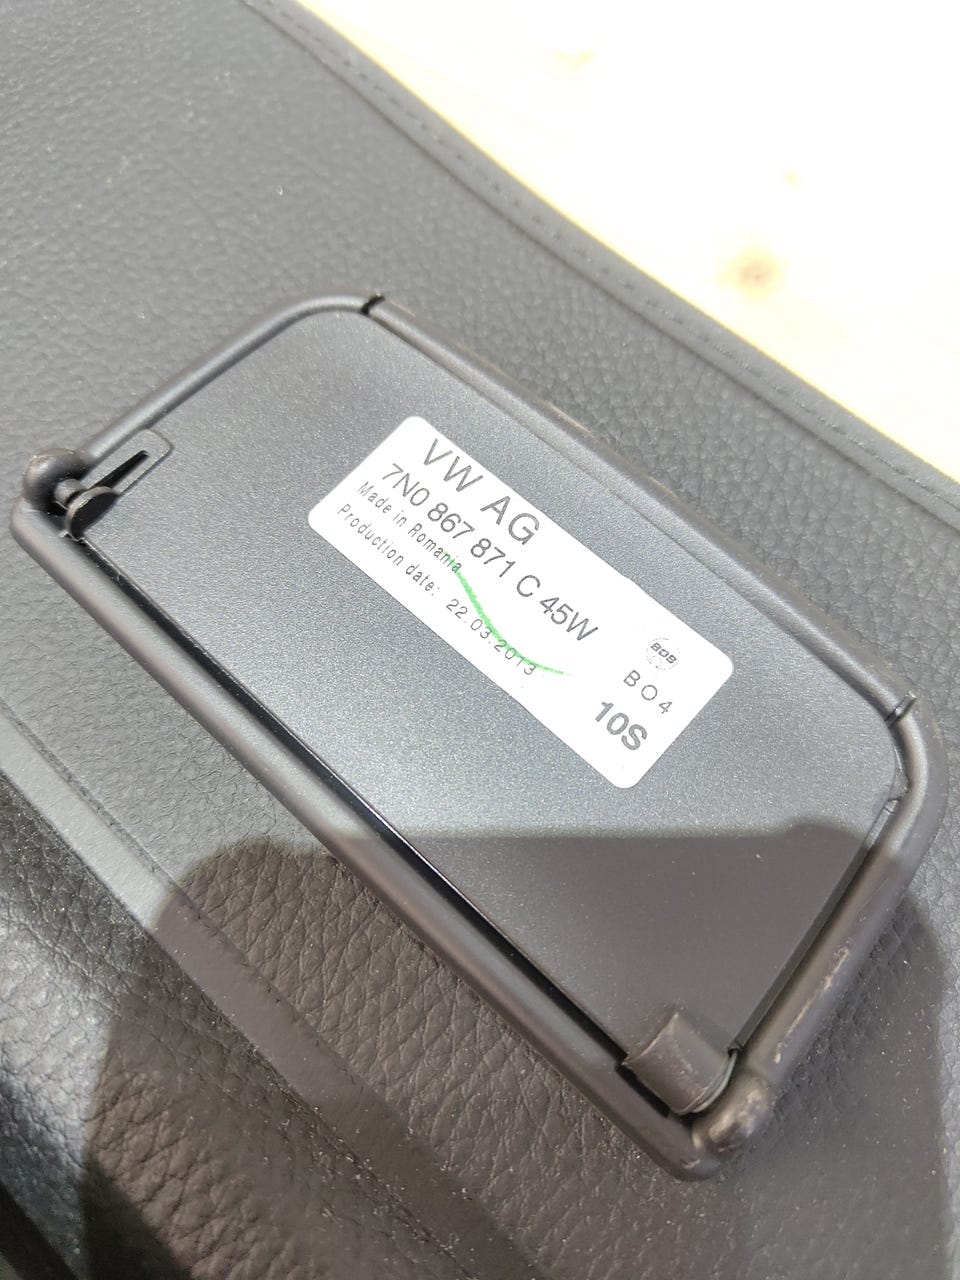 VW AG
7N0 867 871 C 45W
Made in Romania
Production date: 22.03.2013
BOS
BO4
10S